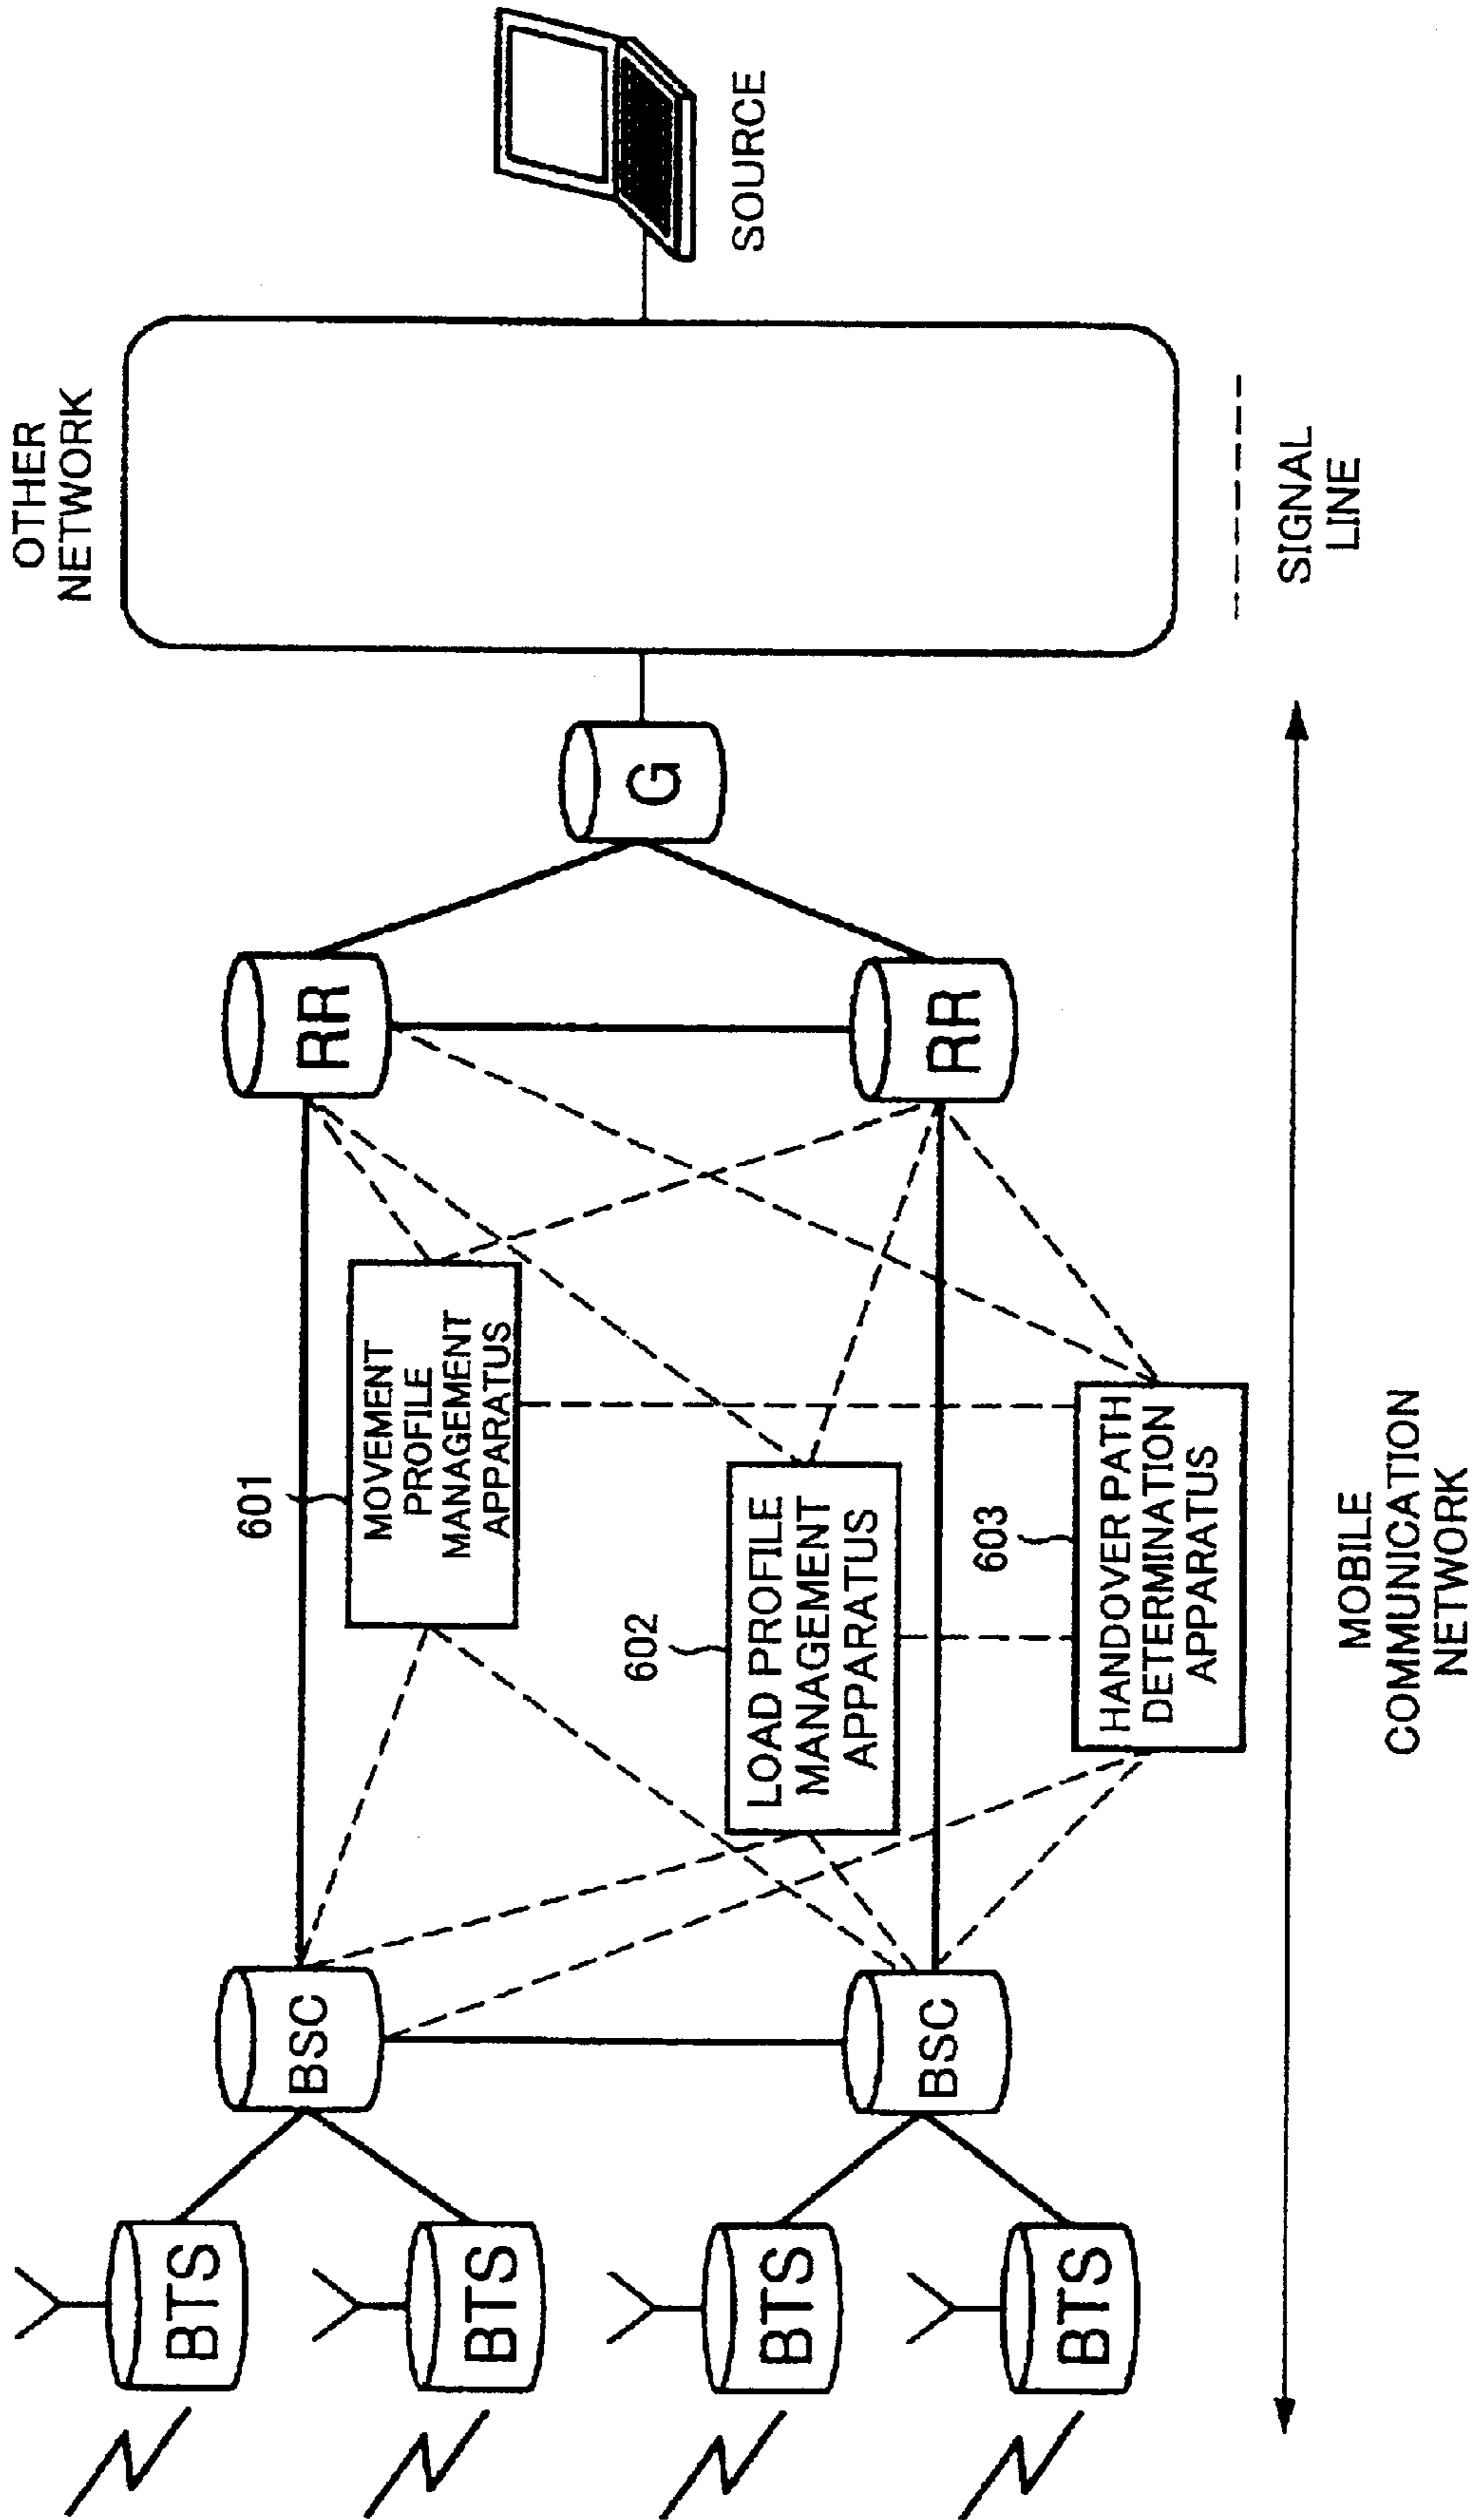 OTHER
NETWORK
SOURCE
G
RR
RR
601
MOVEMENT
PROFILE
MANAGEMENT
APPARATUS
602
LOAD PROFILE
MANAGEMENT
APPARATUS
603
HANDOVER PATH
DETERMINATION
APPARATUS
BSC
BSC
BTS
BTS
BTS
BTS
SIGNAL
LINE
MOBILE
COMMUNICATION
NETWORK